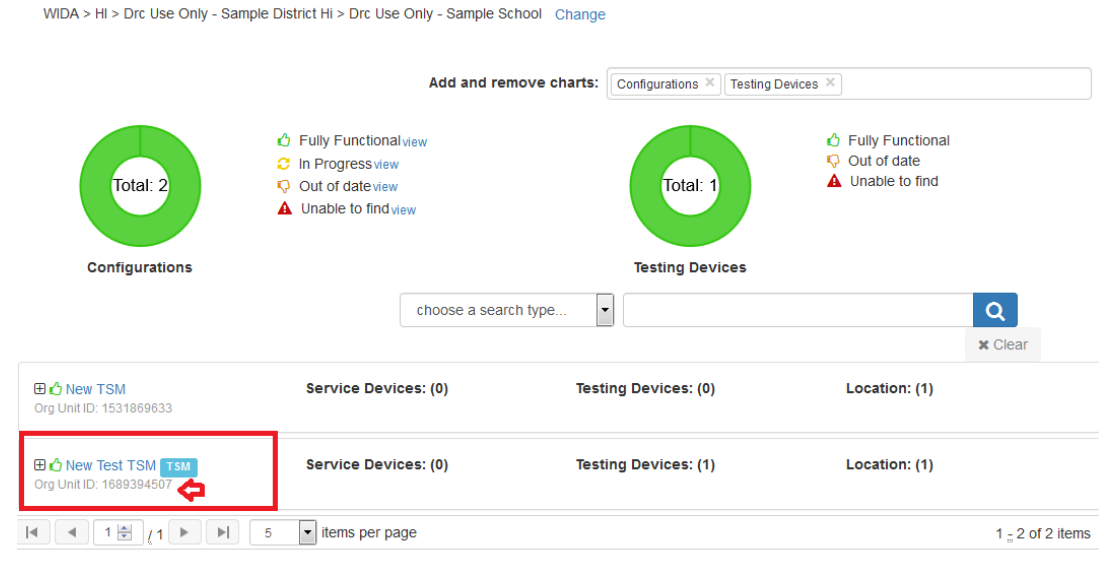 WIDA > HI > Drc Use Only - Sample District Hi > Drc Use Only - Sample School Change
Add and remove charts: Configurations × Testing Devices ×
Total: 2
Fully Functional view
In Progress view
Out of date view
Unable to find view
Configurations
Total: 1
Fully Functional
Out of date
Unable to find
Testing Devices
choose a search type...
× Clear
New TSM Service Devices: (0) Testing Devices: (0) Location: (1)
Org Unit ID: 1531869633
New Test TSM TSM Service Devices: (0) Testing Devices: (1) Location: (1)
Org Unit ID: 1689394507
1 / 1 5 items per page 1 - 2 of 2 items